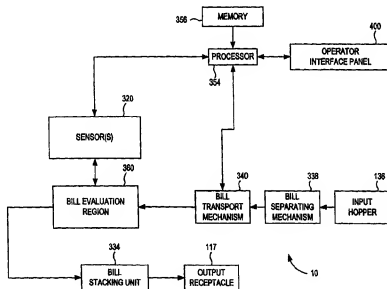 356
MEMORY
400
PROCESSOR
354
OPERATOR
INTERFACE PANEL
320
SENSOR(S)
360
BILL EVALUATION
REGION
340
BILL
TRANSPORT
MECHANISM
338
BILL
SEPARATING
MECHANISM
136
INPUT
HOPPER
334
BILL
STACKING UNIT
117
OUTPUT
RECEPTACLE
10